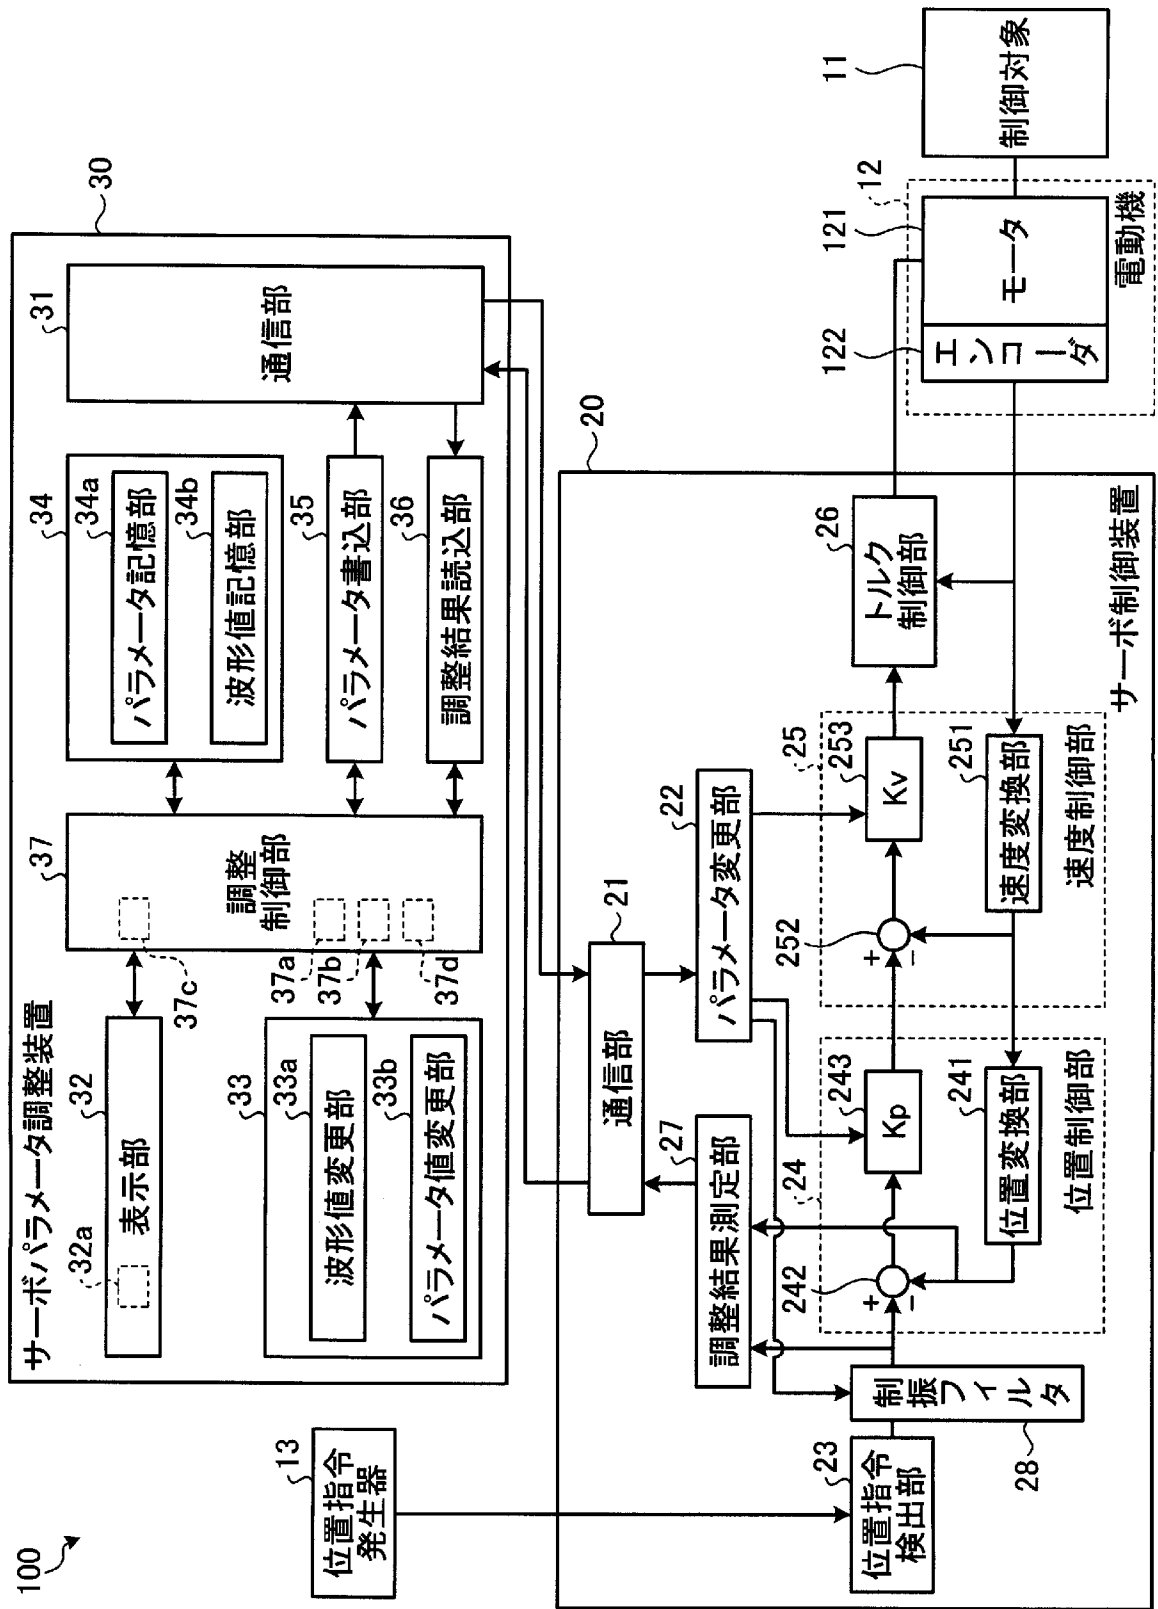 100
サーボパラメータ調整装置
30
32
表示部
32a
33
33a
波形値変更部
33b
パラメータ値変更部
37
調整
制御部
37a
37b
37c
37d
34
34a
パラメータ記憶部
34b
波形値記憶部
35
パラメータ書込部
36
調整結果読込部
31
通信部
13
位置指令
発生器
20
サーボ制御装置
21
通信部
22
パラメータ変更部
27
調整結果測定部
23
位置指令
検出部
28
制振フィルタ
24
位置制御部
242
+
−
243
Kp
241
位置変換部
25
速度制御部
252
+
−
253
Kv
251
速度変換部
26
トルク
制御部
12
電動機
121
モータ
122
エンコーダ
11
制御対象